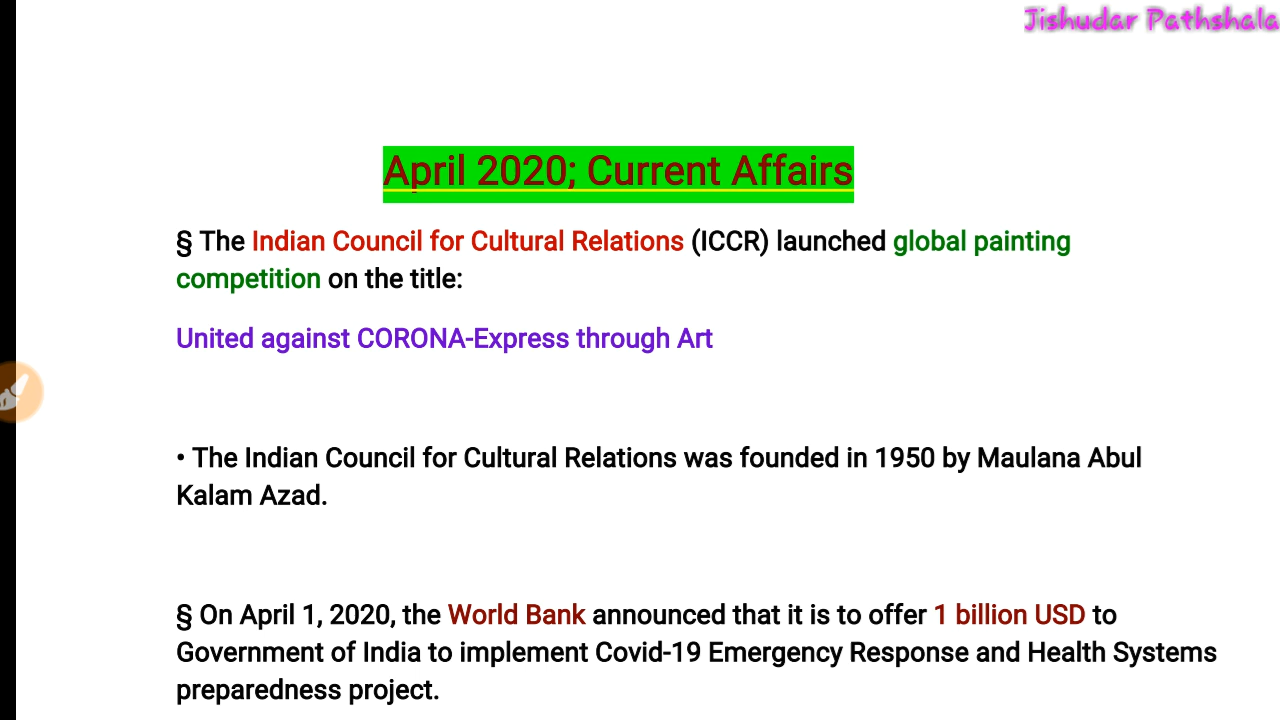 Jishudar Pathshala
April 2020; Current Affairs
§ The Indian Council for Cultural Relations (ICCR) launched global painting
competition on the title:
United against CORONA-Express through Art
• The Indian Council for Cultural Relations was founded in 1950 by Maulana Abul
Kalam Azad.
§ On April 1, 2020, the World Bank announced that it is to offer 1 billion USD to
Government of India to implement Covid-19 Emergency Response and Health Systems
preparedness project.